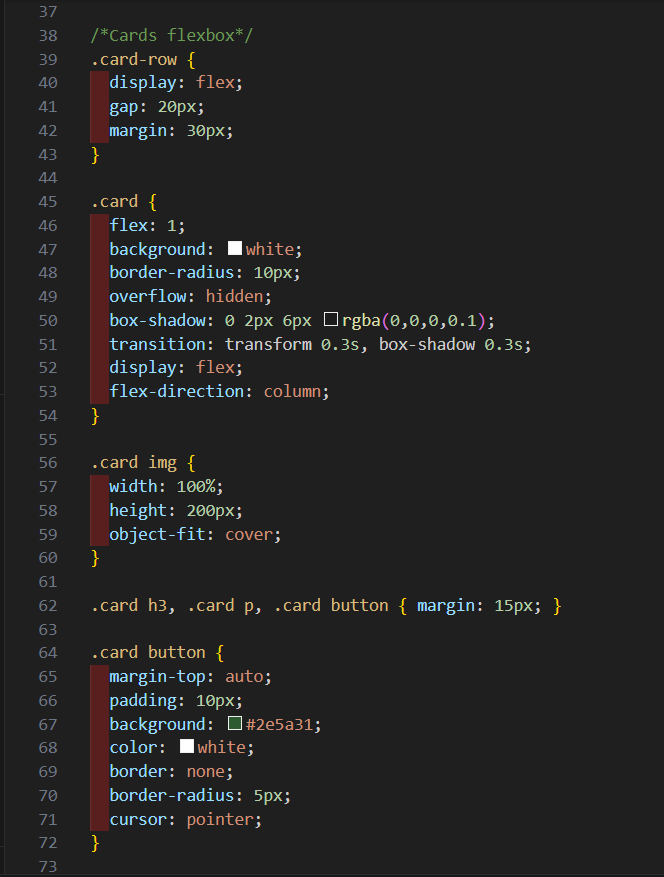 37
38 /*Cards flexbox*/
39 .card-row {
40 display: flex;
41 gap: 20px;
42 margin: 30px;
43 }
44
45 .card {
46 flex: 1;
47 background: white;
48 border-radius: 10px;
49 overflow: hidden;
50 box-shadow: 0 2px 6px rgba(0,0,0,0.1);
51 transition: transform 0.3s, box-shadow 0.3s;
52 display: flex;
53 flex-direction: column;
54 }
55
56 .card img {
57 width: 100%;
58 height: 200px;
59 object-fit: cover;
60 }
61
62 .card h3, .card p, .card button { margin: 15px; }
63
64 .card button {
65 margin-top: auto;
66 padding: 10px;
67 background: #2e5a31;
68 color: white;
69 border: none;
70 border-radius: 5px;
71 cursor: pointer;
72 }
73